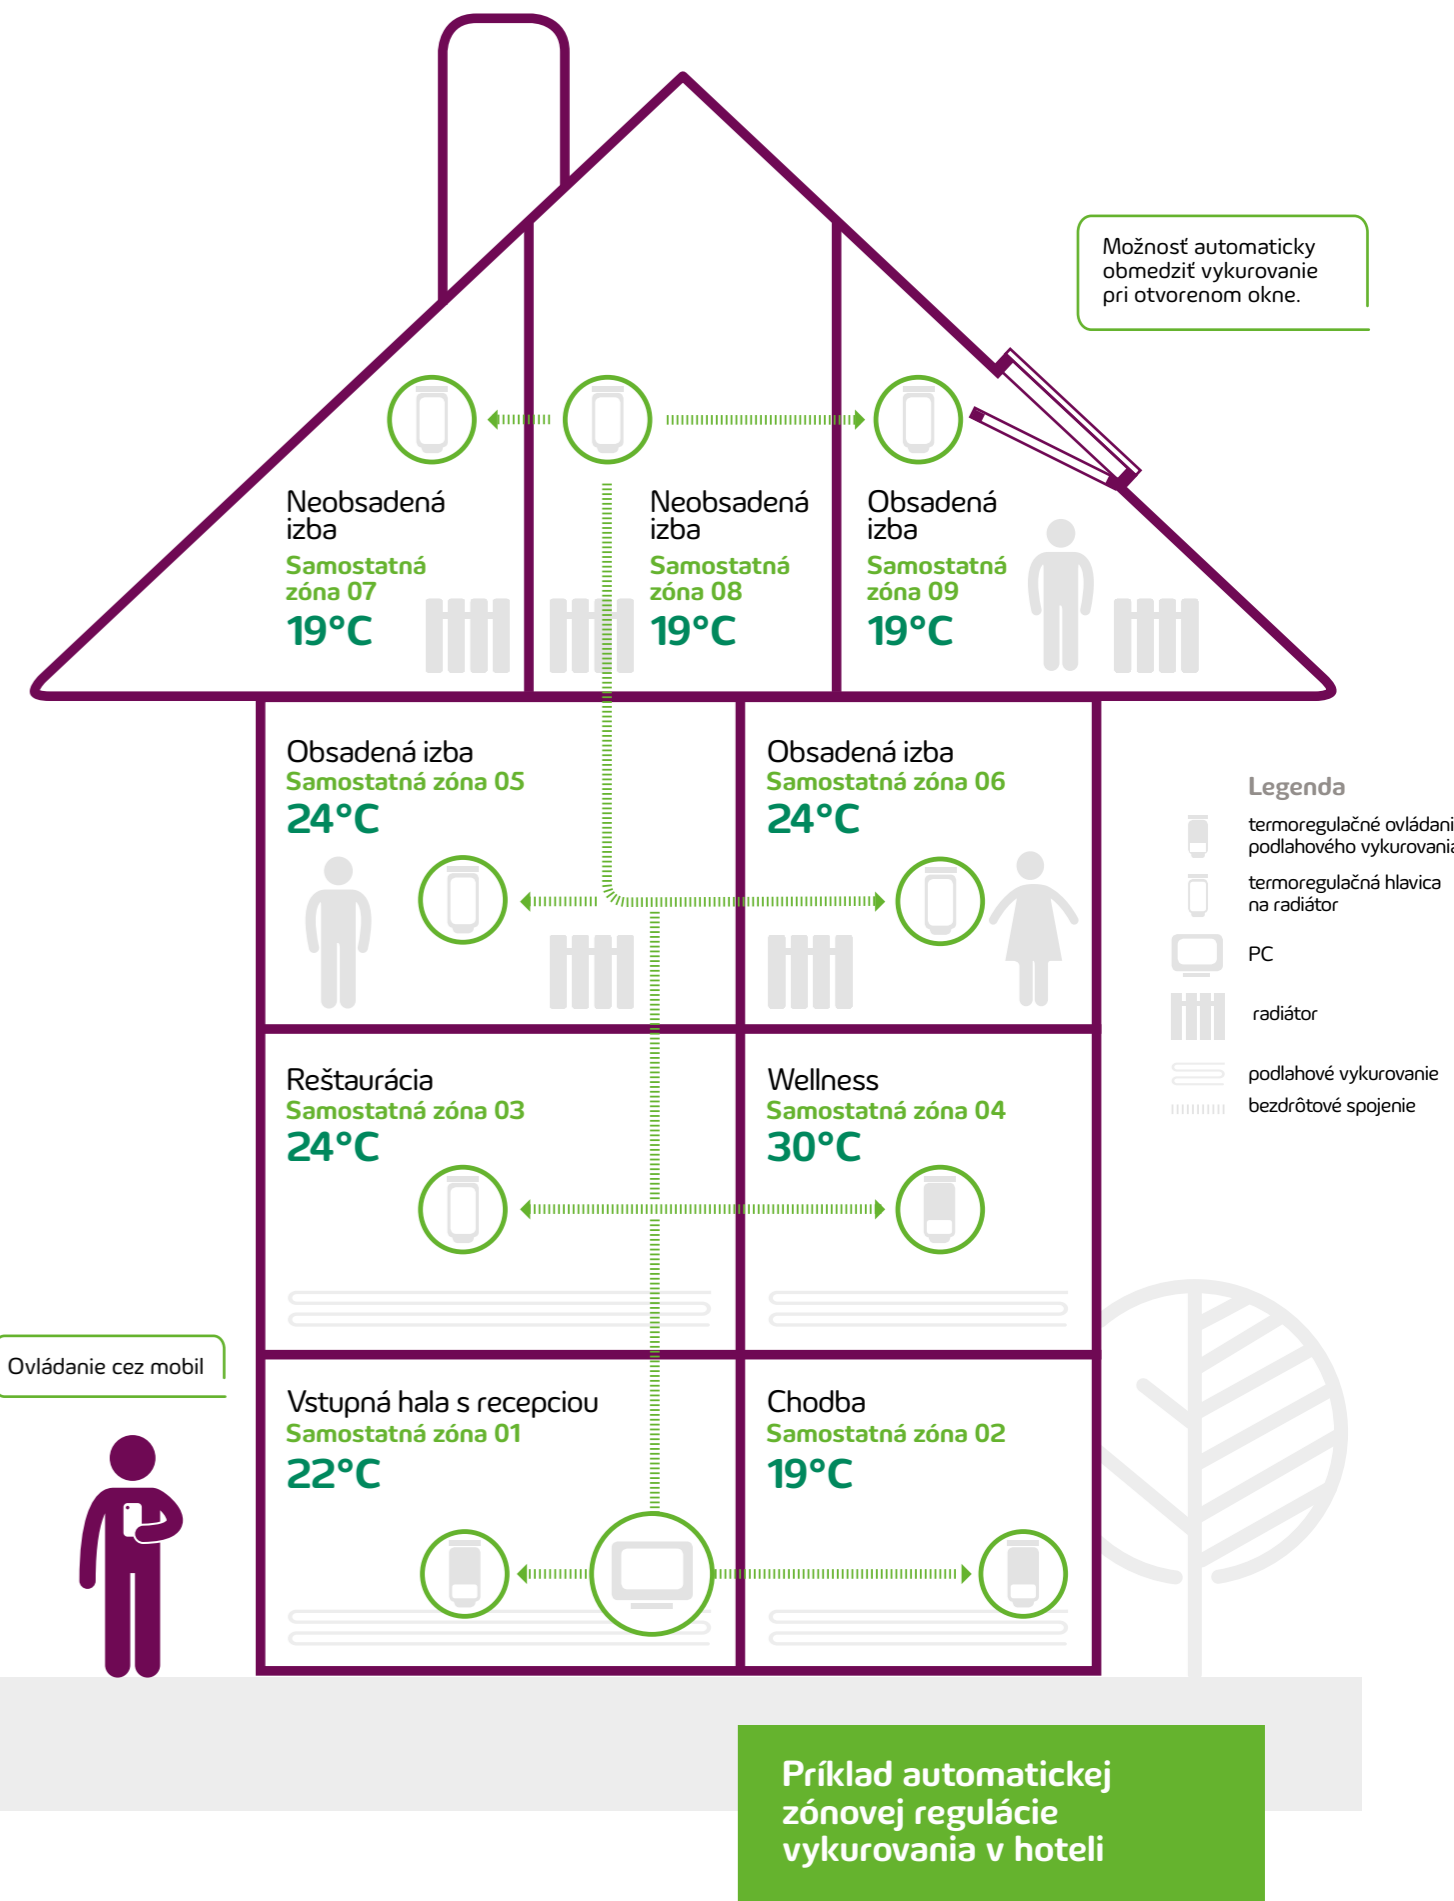 Možnosť automaticky
obmedziť vykurovanie
pri otvorenom okne.
Neobsadená
izba
Samostatná
zóna 07
19°C
Neobsadená
izba
Samostatná
zóna 08
19°C
Obsadená
izba
Samostatná
zóna 09
19°C
Obsadená izba
Samostatná zóna 05
24°C
Obsadená izba
Samostatná zóna 06
24°C
Legenda
termoregulačné ovládani
podlahového vykurovania
termoregulačná hlavica
na radiátor
PC
radiátor
podlahové vykurovanie
bezdrôtové spojenie
Reštaurácia
Samostatná zóna 03
24°C
Wellness
Samostatná zóna 04
30°C
Ovládanie cez mobil
Vstupná hala s recepciou
Samostatná zóna 01
22°C
Chodba
Samostatná zóna 02
19°C
Príklad automatickej
zónovej regulácie
vykurovania v hoteli